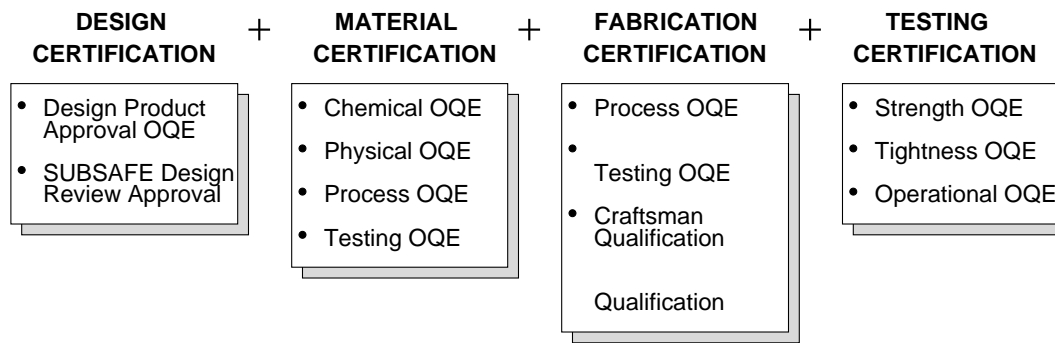 DESIGN
CERTIFICATION
+
MATERIAL
CERTIFICATION
+
FABRICATION
CERTIFICATION
+
TESTING
CERTIFICATION
• Design Product
Approval OQE
• SUBSAFE Design
Review Approval
• Chemical OQE
• Physical OQE
• Process OQE
• Testing OQE
• Process OQE
•
Testing OQE
• Craftsman
Qualification
Qualification
• Strength OQE
• Tightness OQE
• Operational OQE